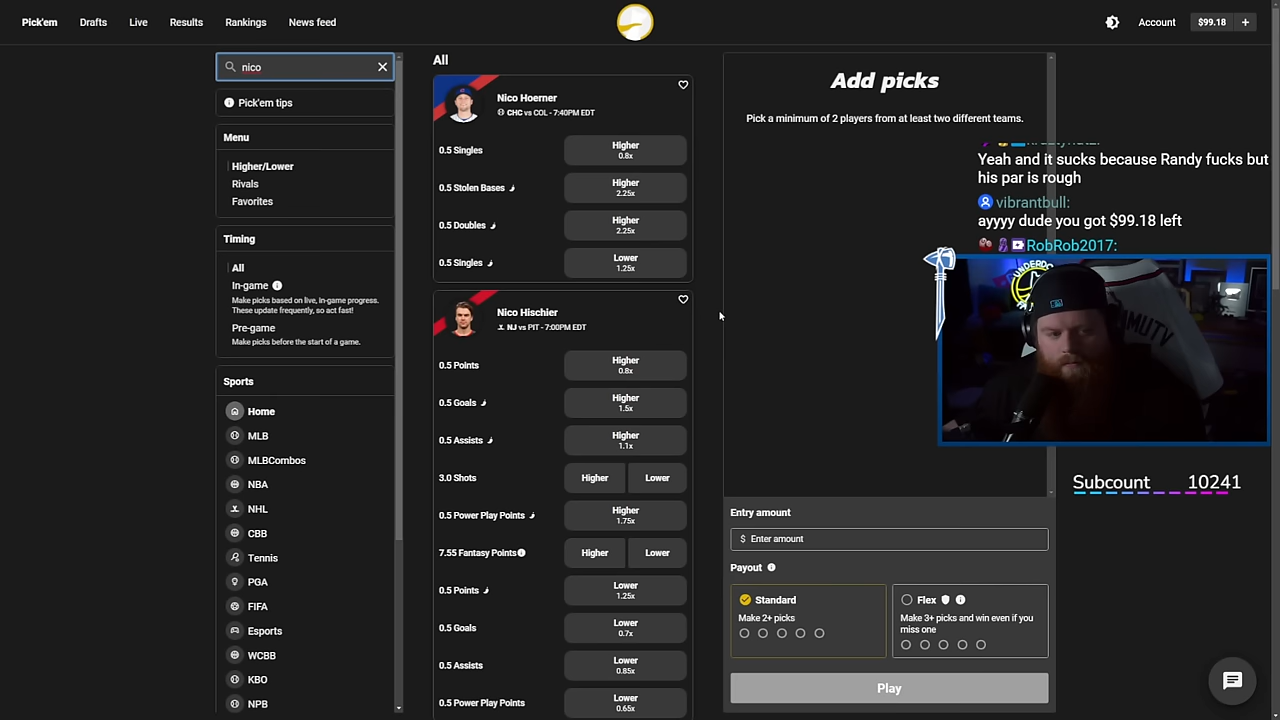 Pick'em
Drafts
Live
Results
Rankings
News feed
Account
$99.18
+
nico
Pick'em tips
Menu
Higher/Lower
Rivals
Favorites
Timing
All
In-game
Make picks based on live, in-game progress.
These update frequently, so act fast!
Pre-game
Make picks before the start of a game.
Sports
Home
MLB
MLBCombos
NBA
NHL
CBB
Tennis
PGA
FIFA
Esports
WCBB
KBO
NPB
All
Nico Hoerner
CHC vs COL - 7:40PM EDT
0.5 Singles
Higher
0.8x
0.5 Stolen Bases
Higher
2.25x
0.5 Doubles
Higher
2.25x
0.5 Singles
Lower
1.25x
Nico Hischier
NJ vs PIT - 7:00PM EDT
0.5 Points
Higher
0.8x
0.5 Goals
Higher
1.5x
0.5 Assists
Higher
1.1x
3.0 Shots
Higher
Lower
0.5 Power Play Points
Higher
1.75x
7.55 Fantasy Points
Higher
Lower
0.5 Points
Lower
1.25x
0.5 Goals
Lower
0.7x
0.5 Assists
Lower
0.85x
0.5 Power Play Points
Lower
0.65x
Add picks
Pick a minimum of 2 players from at least two different teams.
Entry amount
$ Enter amount
Payout
Standard
Make 2+ picks
Flex
Make 3+ picks and win even if you
miss one
Play
Yeah and it sucks because Randy fucks but
his par is rough
vibrantbull:
ayyyy dude you got $99.18 left
RobRob2017:
Subcount 10241